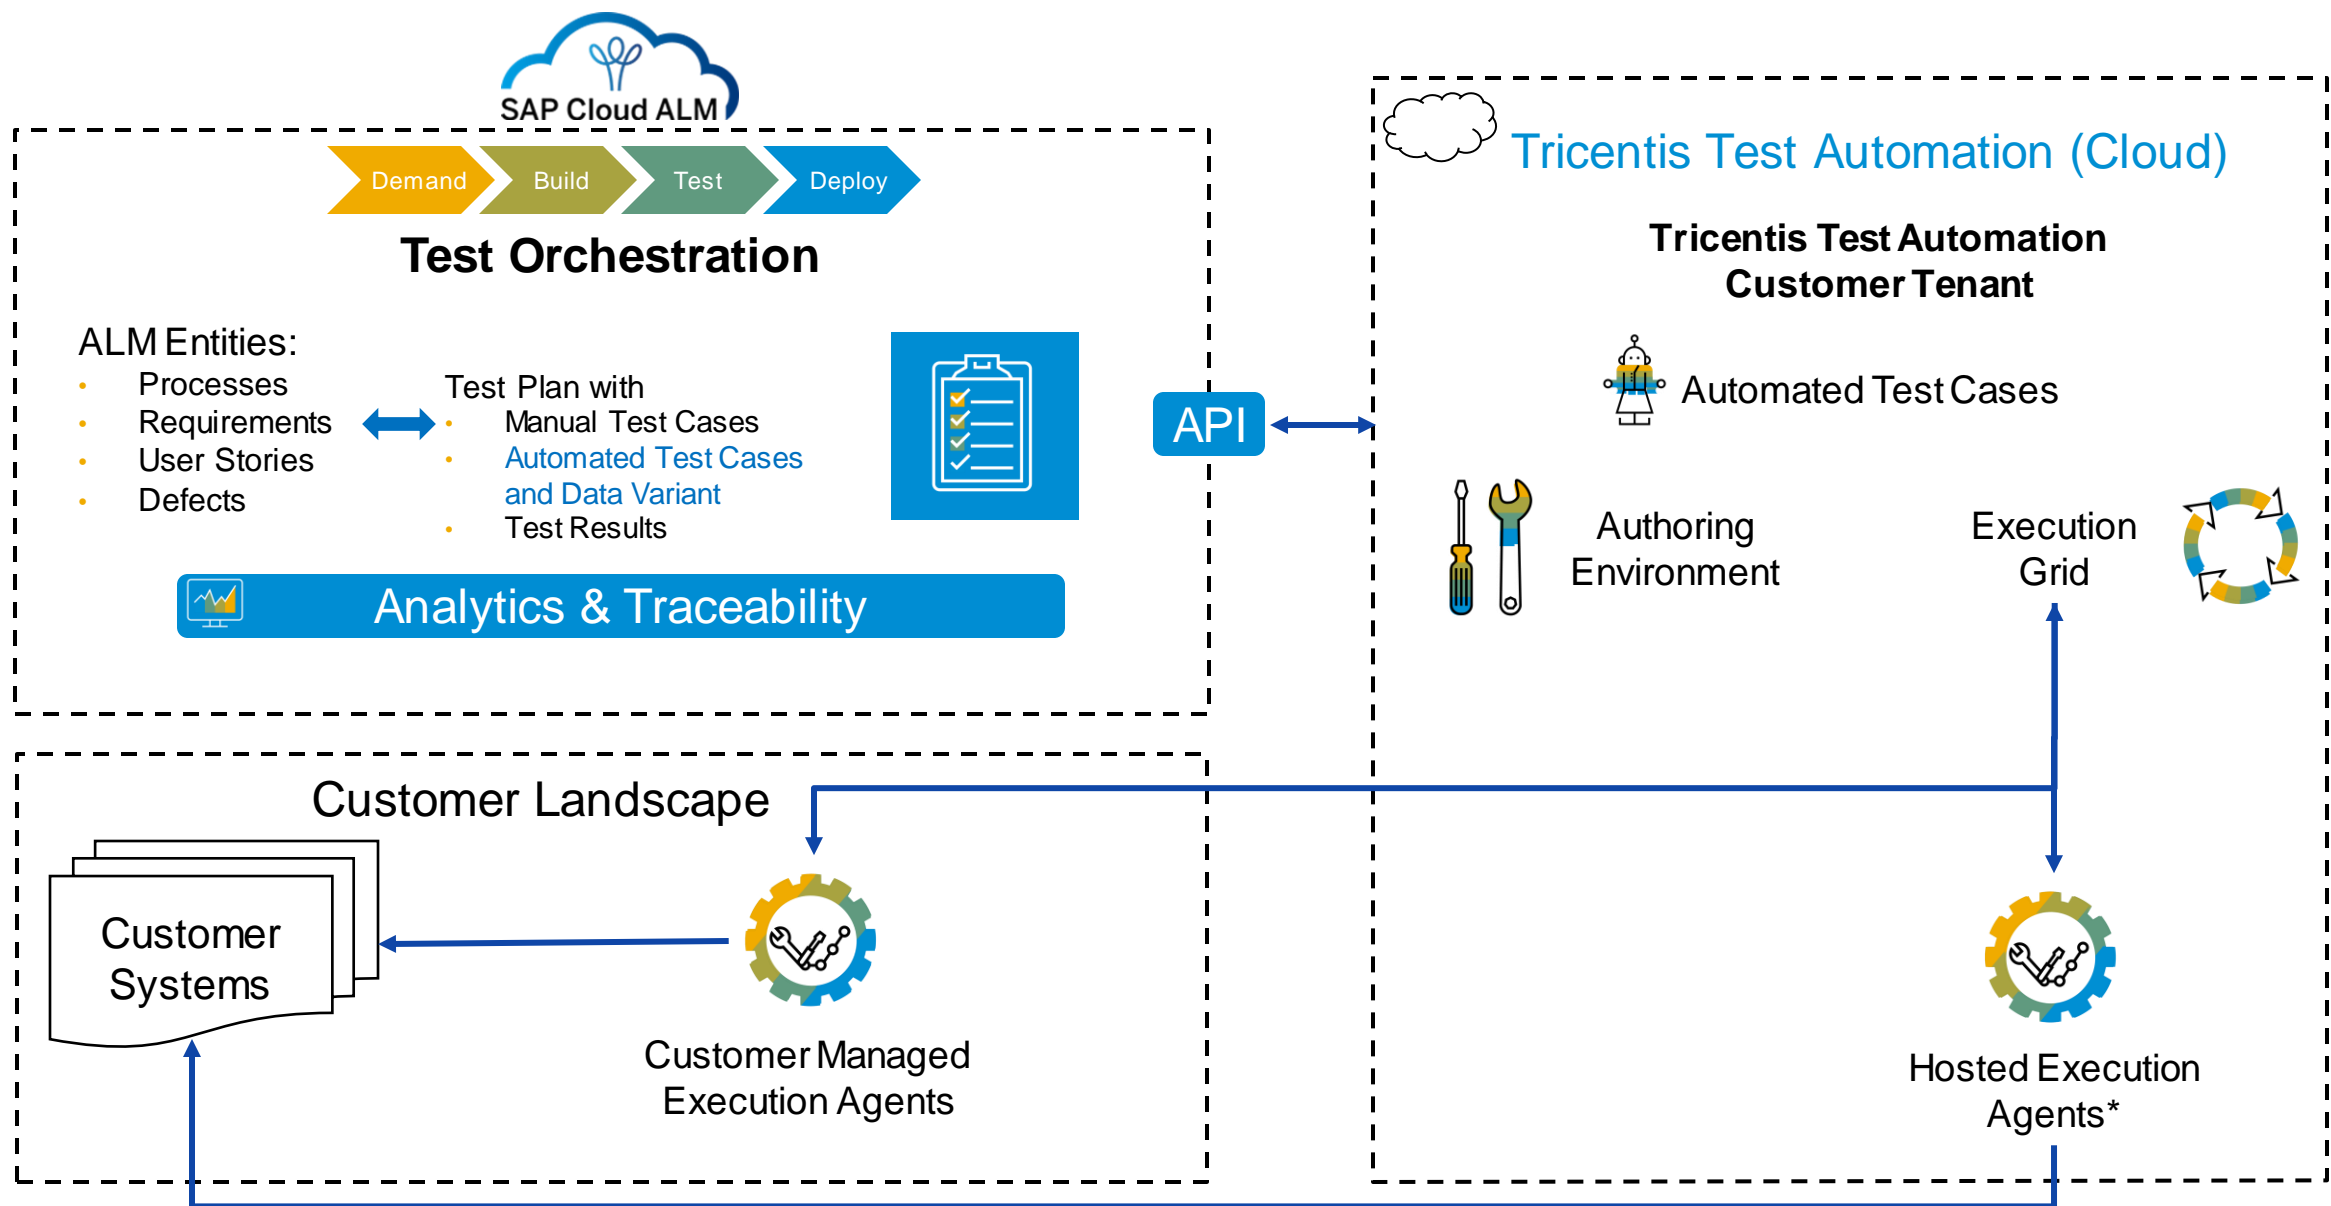 SAP Cloud ALM
Demand
Build
Test
Deploy
Test Orchestration
ALM Entities:
• Processes
• Requirements
• User Stories
• Defects
Test Plan with
• Manual Test Cases
• Automated Test Cases
and Data Variant
• Test Results
Analytics & Traceability
API
Tricentis Test Automation (Cloud)
Tricentis Test Automation
Customer Tenant
Automated Test Cases
Authoring
Environment
Execution
Grid
Customer Landscape
Customer
Systems
Customer Managed
Execution Agents
Hosted Execution
Agents*